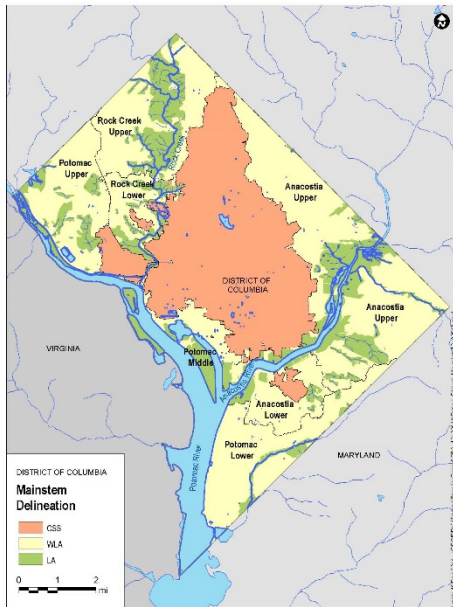 N
Rock Creek
Upper
Potomac
Upper
Rock Creek
Lower
Rock Creek
Anacostia
Upper
DISTRICT OF
COLUMBIA
Anacostia
Upper
VIRGINIA
Potomac
Middle
Anacostia River
Anacostia
Lower
Potomac
Lower
MARYLAND
Potomac River
DISTRICT OF COLUMBIA
Mainstem
Delineation
CSS
WLA
LA
0 1 2
mi